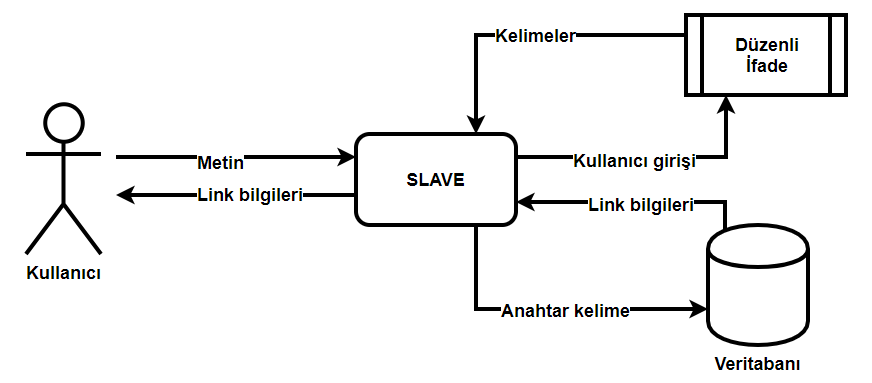 Kelimeler
Düzenli
İfade
Metin
Kullanıcı girişi
SLAVE
Link bilgileri
Link bilgileri
Kullanıcı
Anahtar kelime
Veritabanı